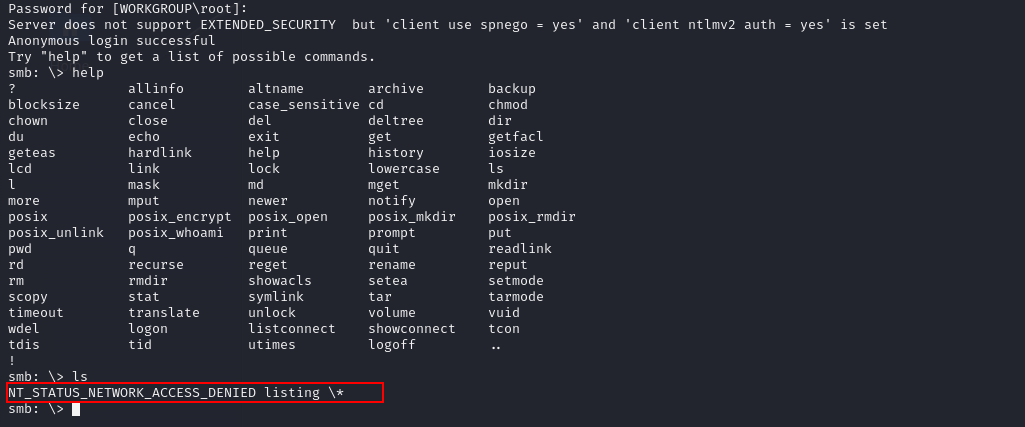 Password for [WORKGROUP\root]:
Server does not support EXTENDED_SECURITY  but 'client use spnego = yes' and 'client ntlmv2 auth = yes' is set
Anonymous login successful
Try "help" to get a list of possible commands.
smb: \> help
?              allinfo        altname        archive        backup
blocksize      cancel         case_sensitive cd             chmod
chown          close          del            deltree        dir
du             echo           exit           get            getfacl
geteas         hardlink       help           history        iosize
lcd            link           lock           lowercase      ls
l              mask           md             mget           mkdir
more           mput           newer          notify         open
posix          posix_encrypt  posix_open     posix_mkdir    posix_rmdir
posix_unlink   posix_whoami   print          prompt         put
pwd            q              queue          quit           readlink
rd             recurse        reget          rename         reput
rm             rmdir          showacls       setea          setmode
scopy          stat           symlink        tar            tarmode
timeout        translate      unlock         volume         vuid
wdel           logon          listconnect    showconnect    tcon
tdis           tid            utimes         logoff         ..
!
smb: \> ls
NT_STATUS_NETWORK_ACCESS_DENIED listing \*
smb: \>